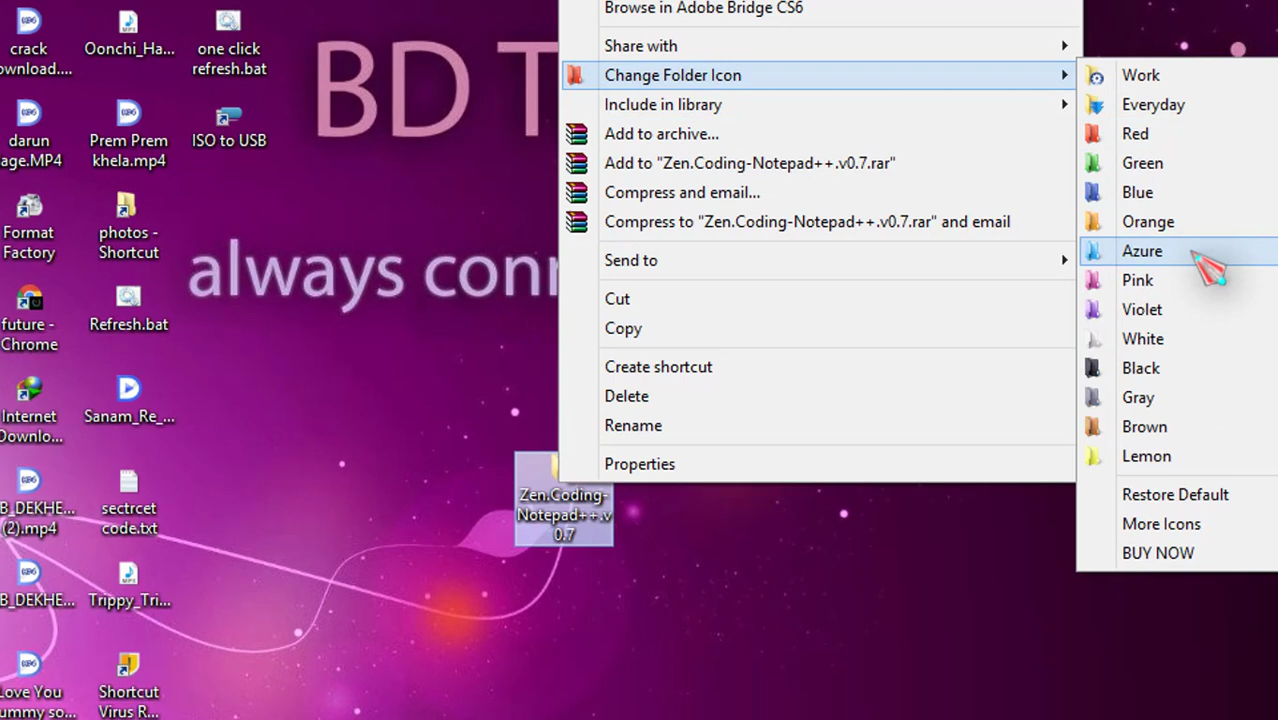 crack
ownload....
Oonchi_Ha...
one click
refresh.bat
darun
age.MP4
Prem Prem
khela.mp4
ISO to USB
Format
Factory
photos -
Shortcut
future -
Chrome
Refresh.bat
Internet
Downlo...
Sanam_Re_...
B_DEKHE...
(2).mp4
sectrcet
code.txt
B_DEKHE...
Trippy_Tri...
Love You
ummy so...
Shortcut
Virus R...
BD T
always conn
Zen.Coding-
Notepad++.v
0.7
Browse in Adobe Bridge CS6
Share with
Change Folder Icon
Include in library
Add to archive...
Add to "Zen.Coding-Notepad++.v0.7.rar"
Compress and email...
Compress to "Zen.Coding-Notepad++.v0.7.rar" and email
Send to
Cut
Copy
Create shortcut
Delete
Rename
Properties
Work
Everyday
Red
Green
Blue
Orange
Azure
Pink
Violet
White
Black
Gray
Brown
Lemon
Restore Default
More Icons
BUY NOW